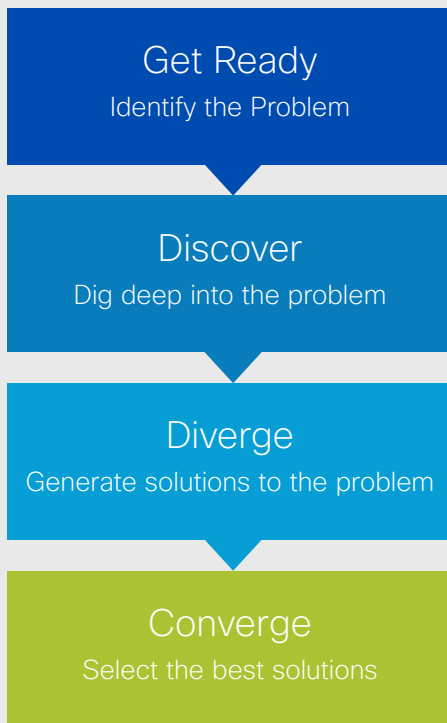 Get Ready
Identify the Problem
Discover
Dig deep into the problem
Diverge
Generate solutions to the problem
Converge
Select the best solutions